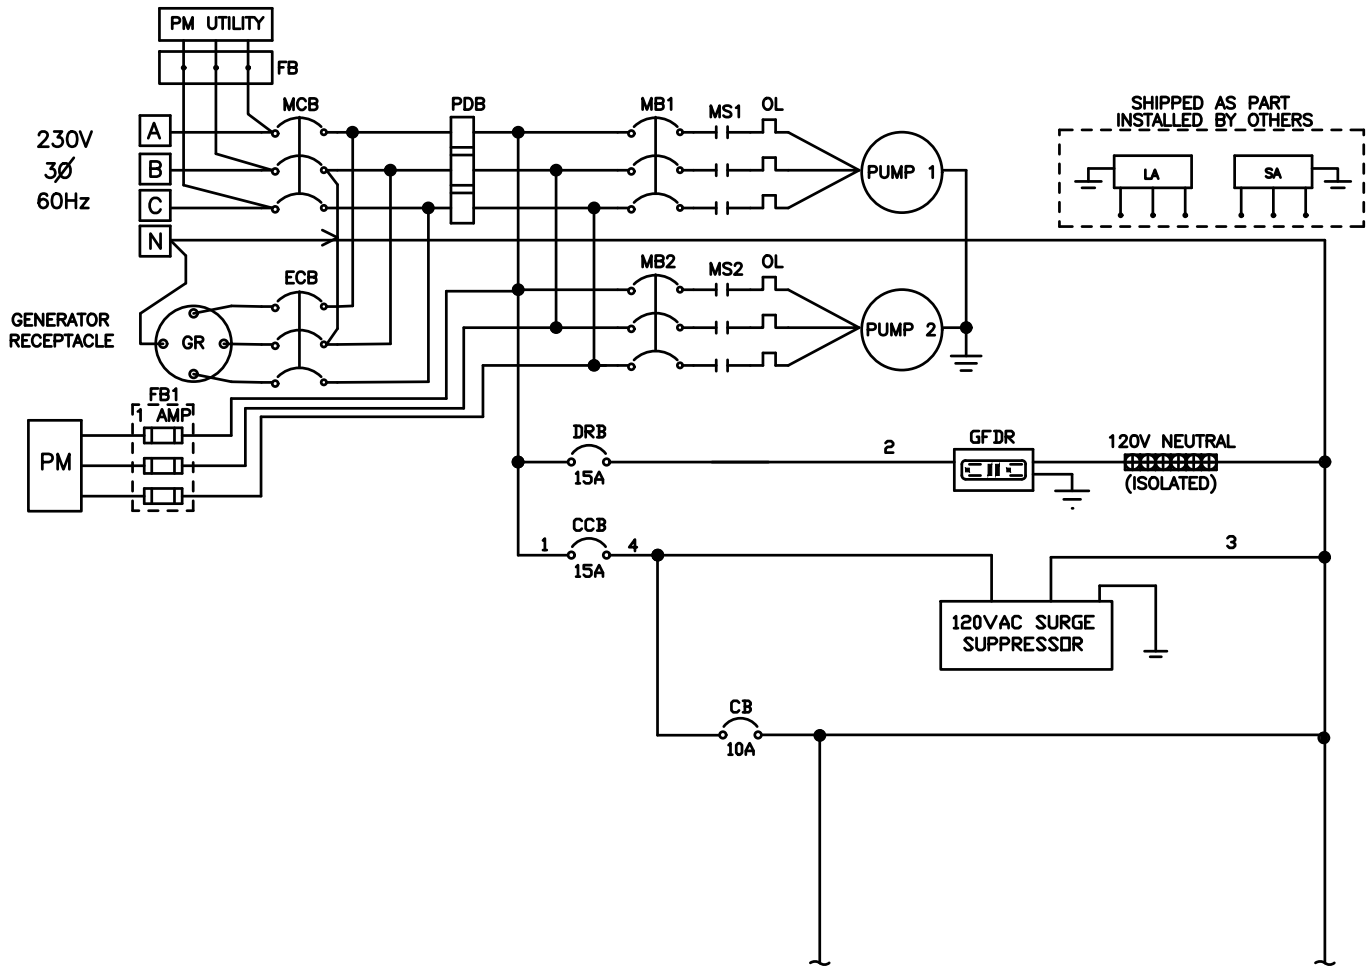 PM UTILITY
FB
MCB
PDB
MB1
MS1
OL
SHIPPED AS PART
INSTALLED BY OTHERS
230V
3Ø
60Hz
A
B
C
N
PUMP 1
LA
SA
ECB
MB2
MS2
OL
GENERATOR
RECEPTACLE
GR
PUMP 2
FB1
1 AMP
PM
DRB
15A
2
GFDR
120V NEUTRAL
(ISOLATED)
1
CCB
15A
4
3
120VAC SURGE
SUPPRESSOR
CB
10A